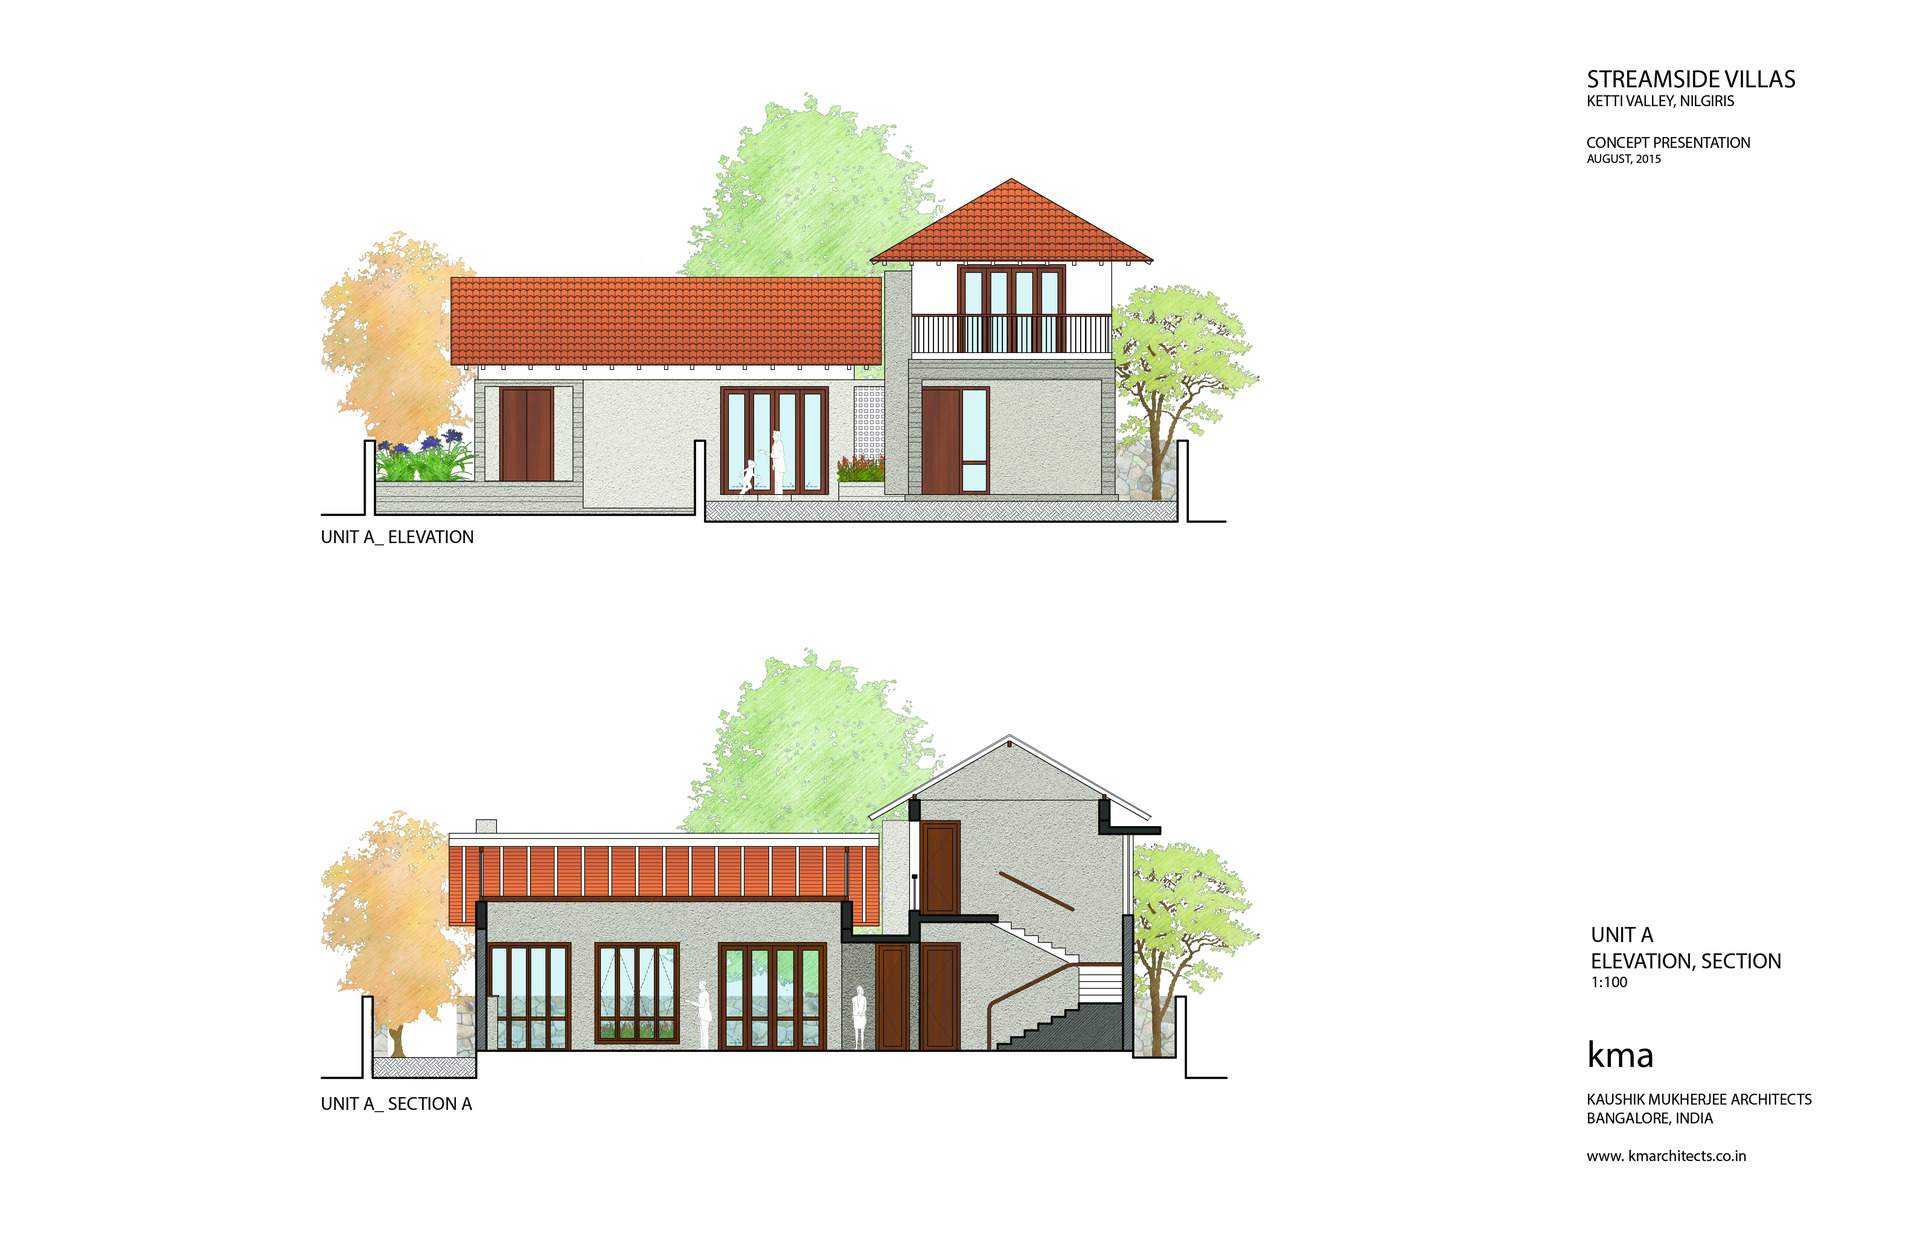 STREAMSIDE VILLAS
KETTI VALLEY, NILGIRIS
CONCEPT PRESENTATION
AUGUST, 2015
UNIT A_ ELEVATION
UNIT A_ SECTION A
UNIT A
ELEVATION, SECTION
1:100
kma
KAUSHIK MUKHERJEE ARCHITECTS
BANGALORE, INDIA
www. kmarchitects.co.in